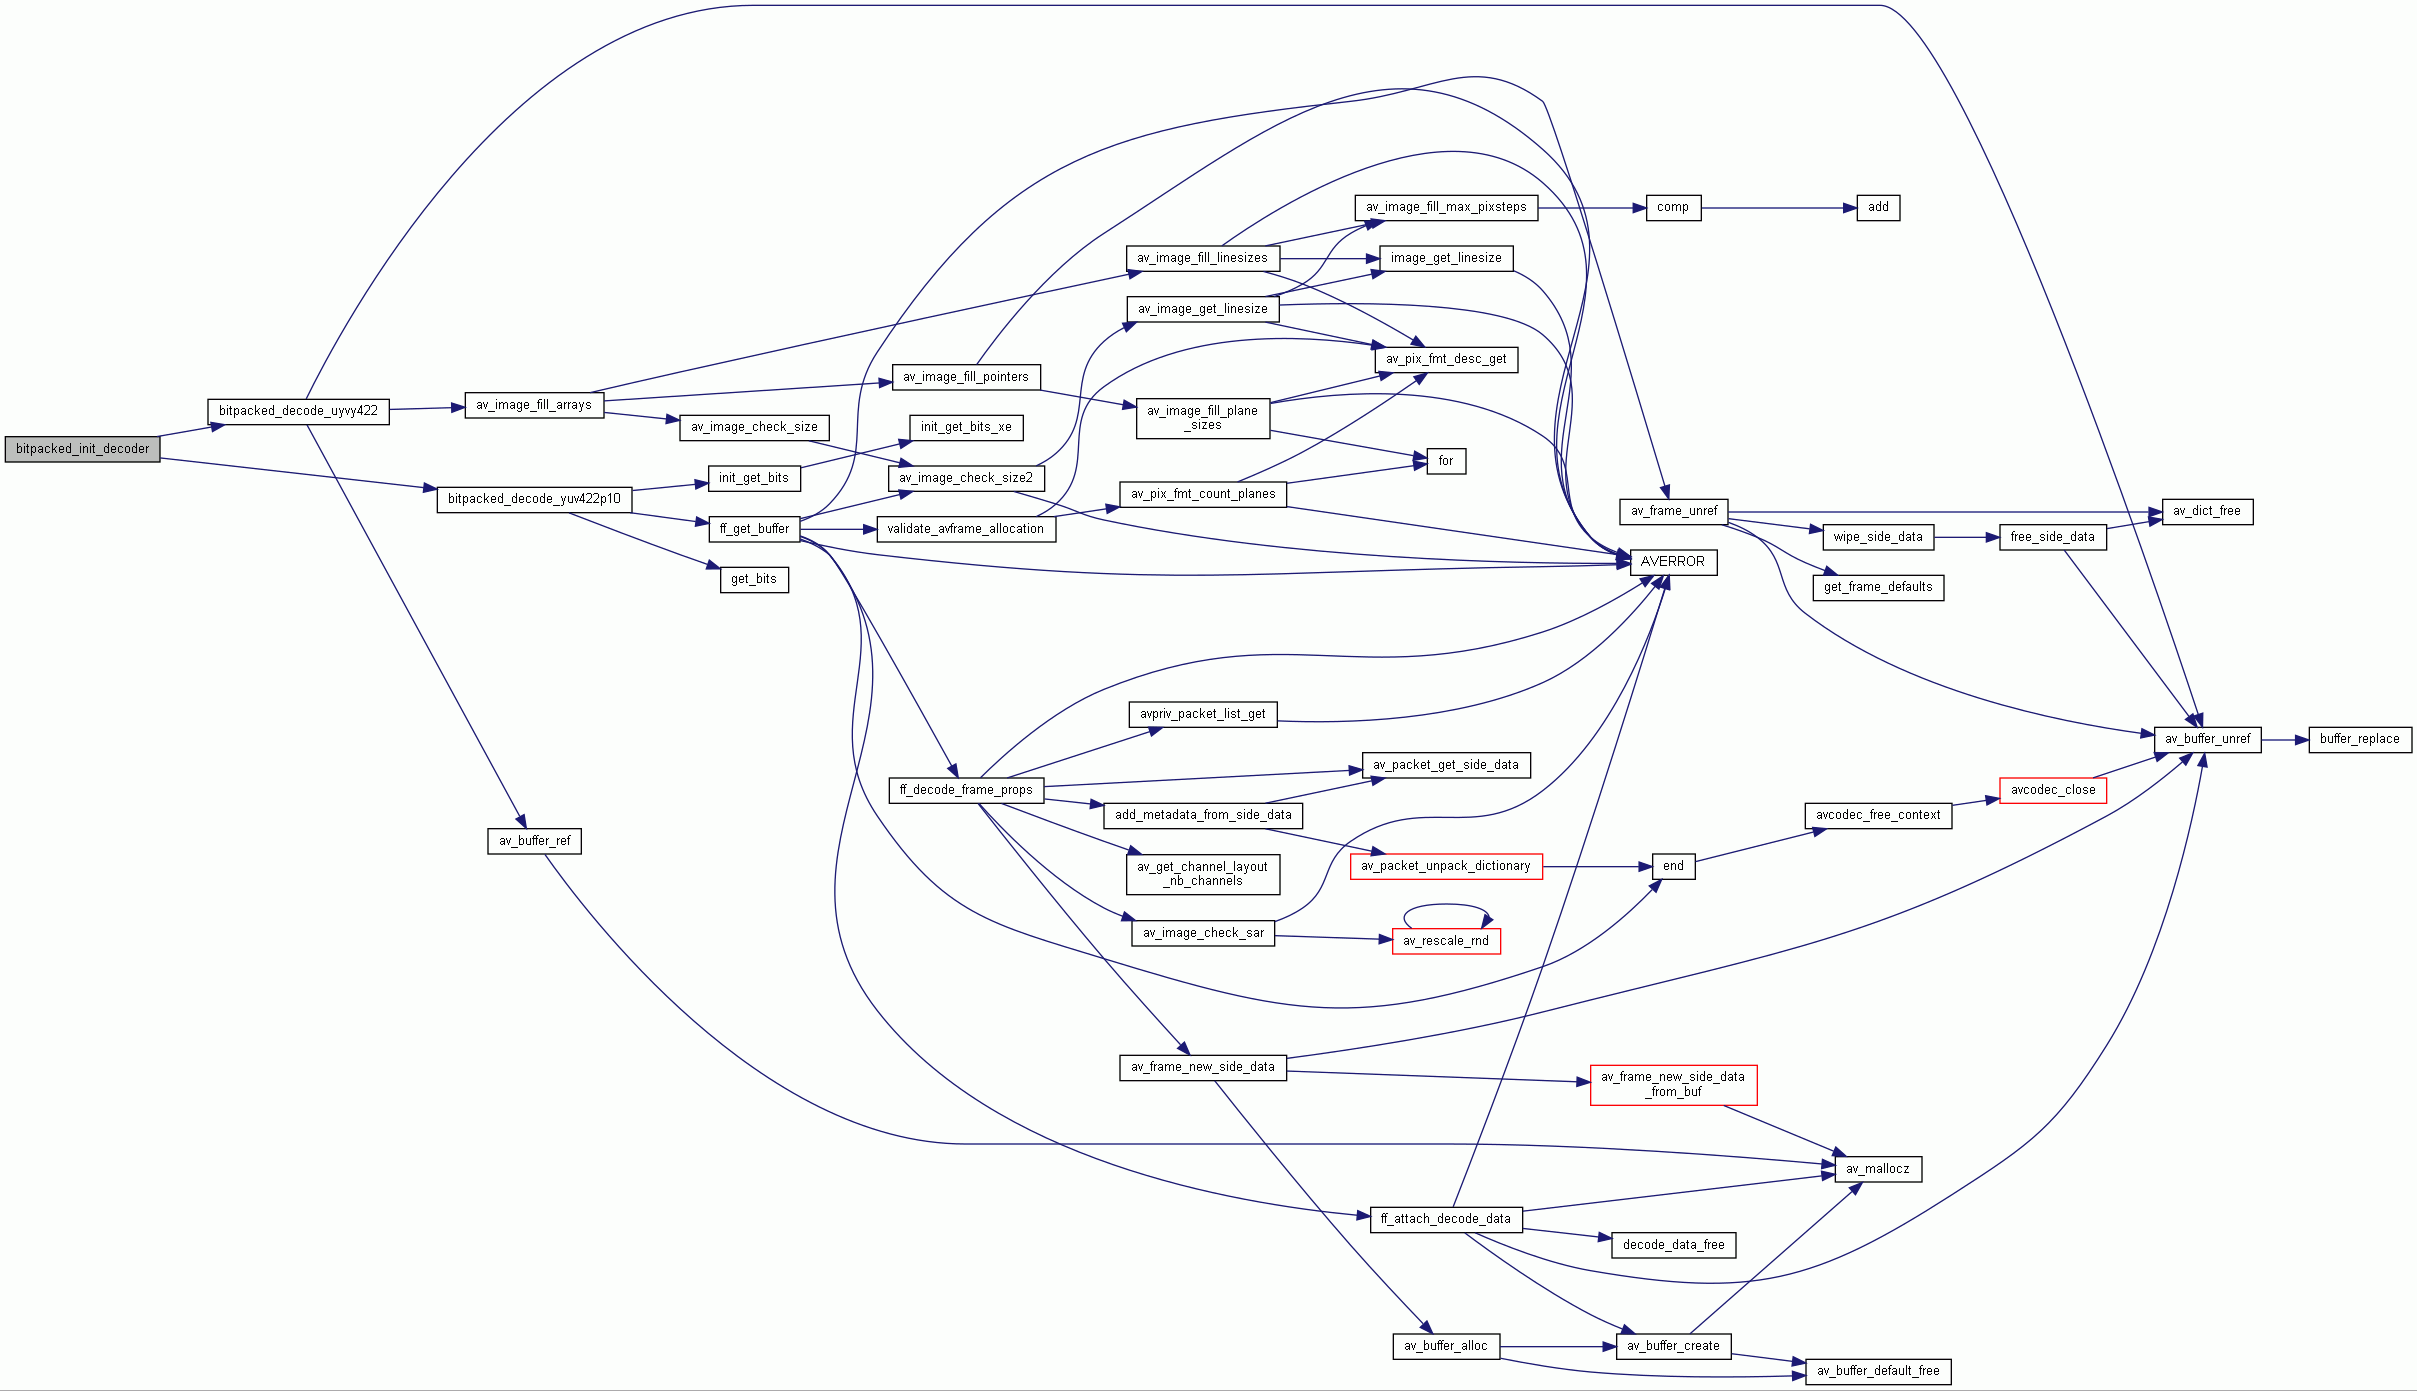 bitpacked_init_decoder
bitpacked_decode_uyvy422
bitpacked_decode_yuv422p10
av_image_fill_arrays
av_buffer_ref
av_image_check_size
init_get_bits
ff_get_buffer
get_bits
av_image_fill_pointers
init_get_bits_xe
av_image_check_size2
validate_avframe_allocation
ff_decode_frame_props
av_image_fill_linesizes
av_image_get_linesize
av_image_fill_plane
_sizes
av_pix_fmt_count_planes
avpriv_packet_list_get
add_metadata_from_side_data
av_get_channel_layout
_nb_channels
av_image_check_sar
av_frame_new_side_data
av_image_fill_max_pixsteps
image_get_linesize
av_pix_fmt_desc_get
for
av_packet_get_side_data
av_packet_unpack_dictionary
av_rescale_rnd
ff_attach_decode_data
av_buffer_alloc
comp
av_frame_unref
AVERROR
end
av_frame_new_side_data
_from_buf
decode_data_free
av_buffer_create
add
wipe_side_data
get_frame_defaults
avcodec_free_context
av_mallocz
av_buffer_default_free
free_side_data
avcodec_close
av_dict_free
av_buffer_unref
buffer_replace